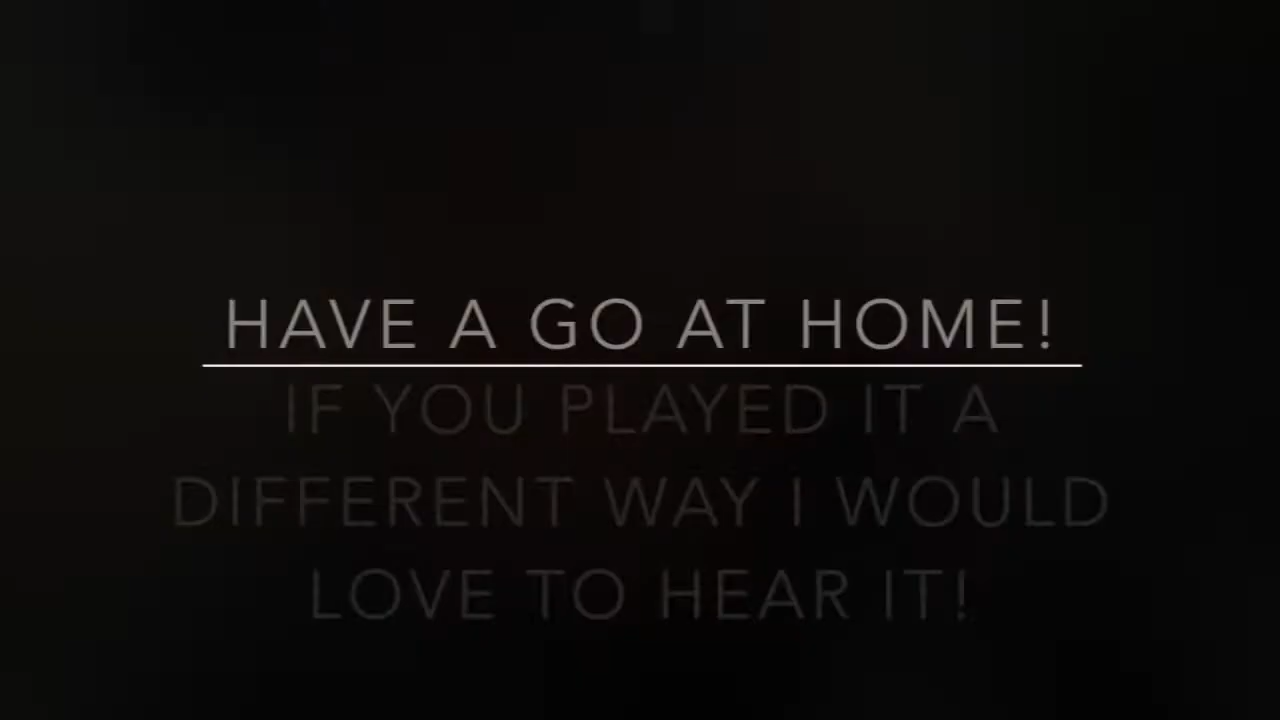 HAVE A GO AT HOME!
IF YOU PLAYED IT A
DIFFERENT WAY I WOULD
LOVE TO HEAR IT!